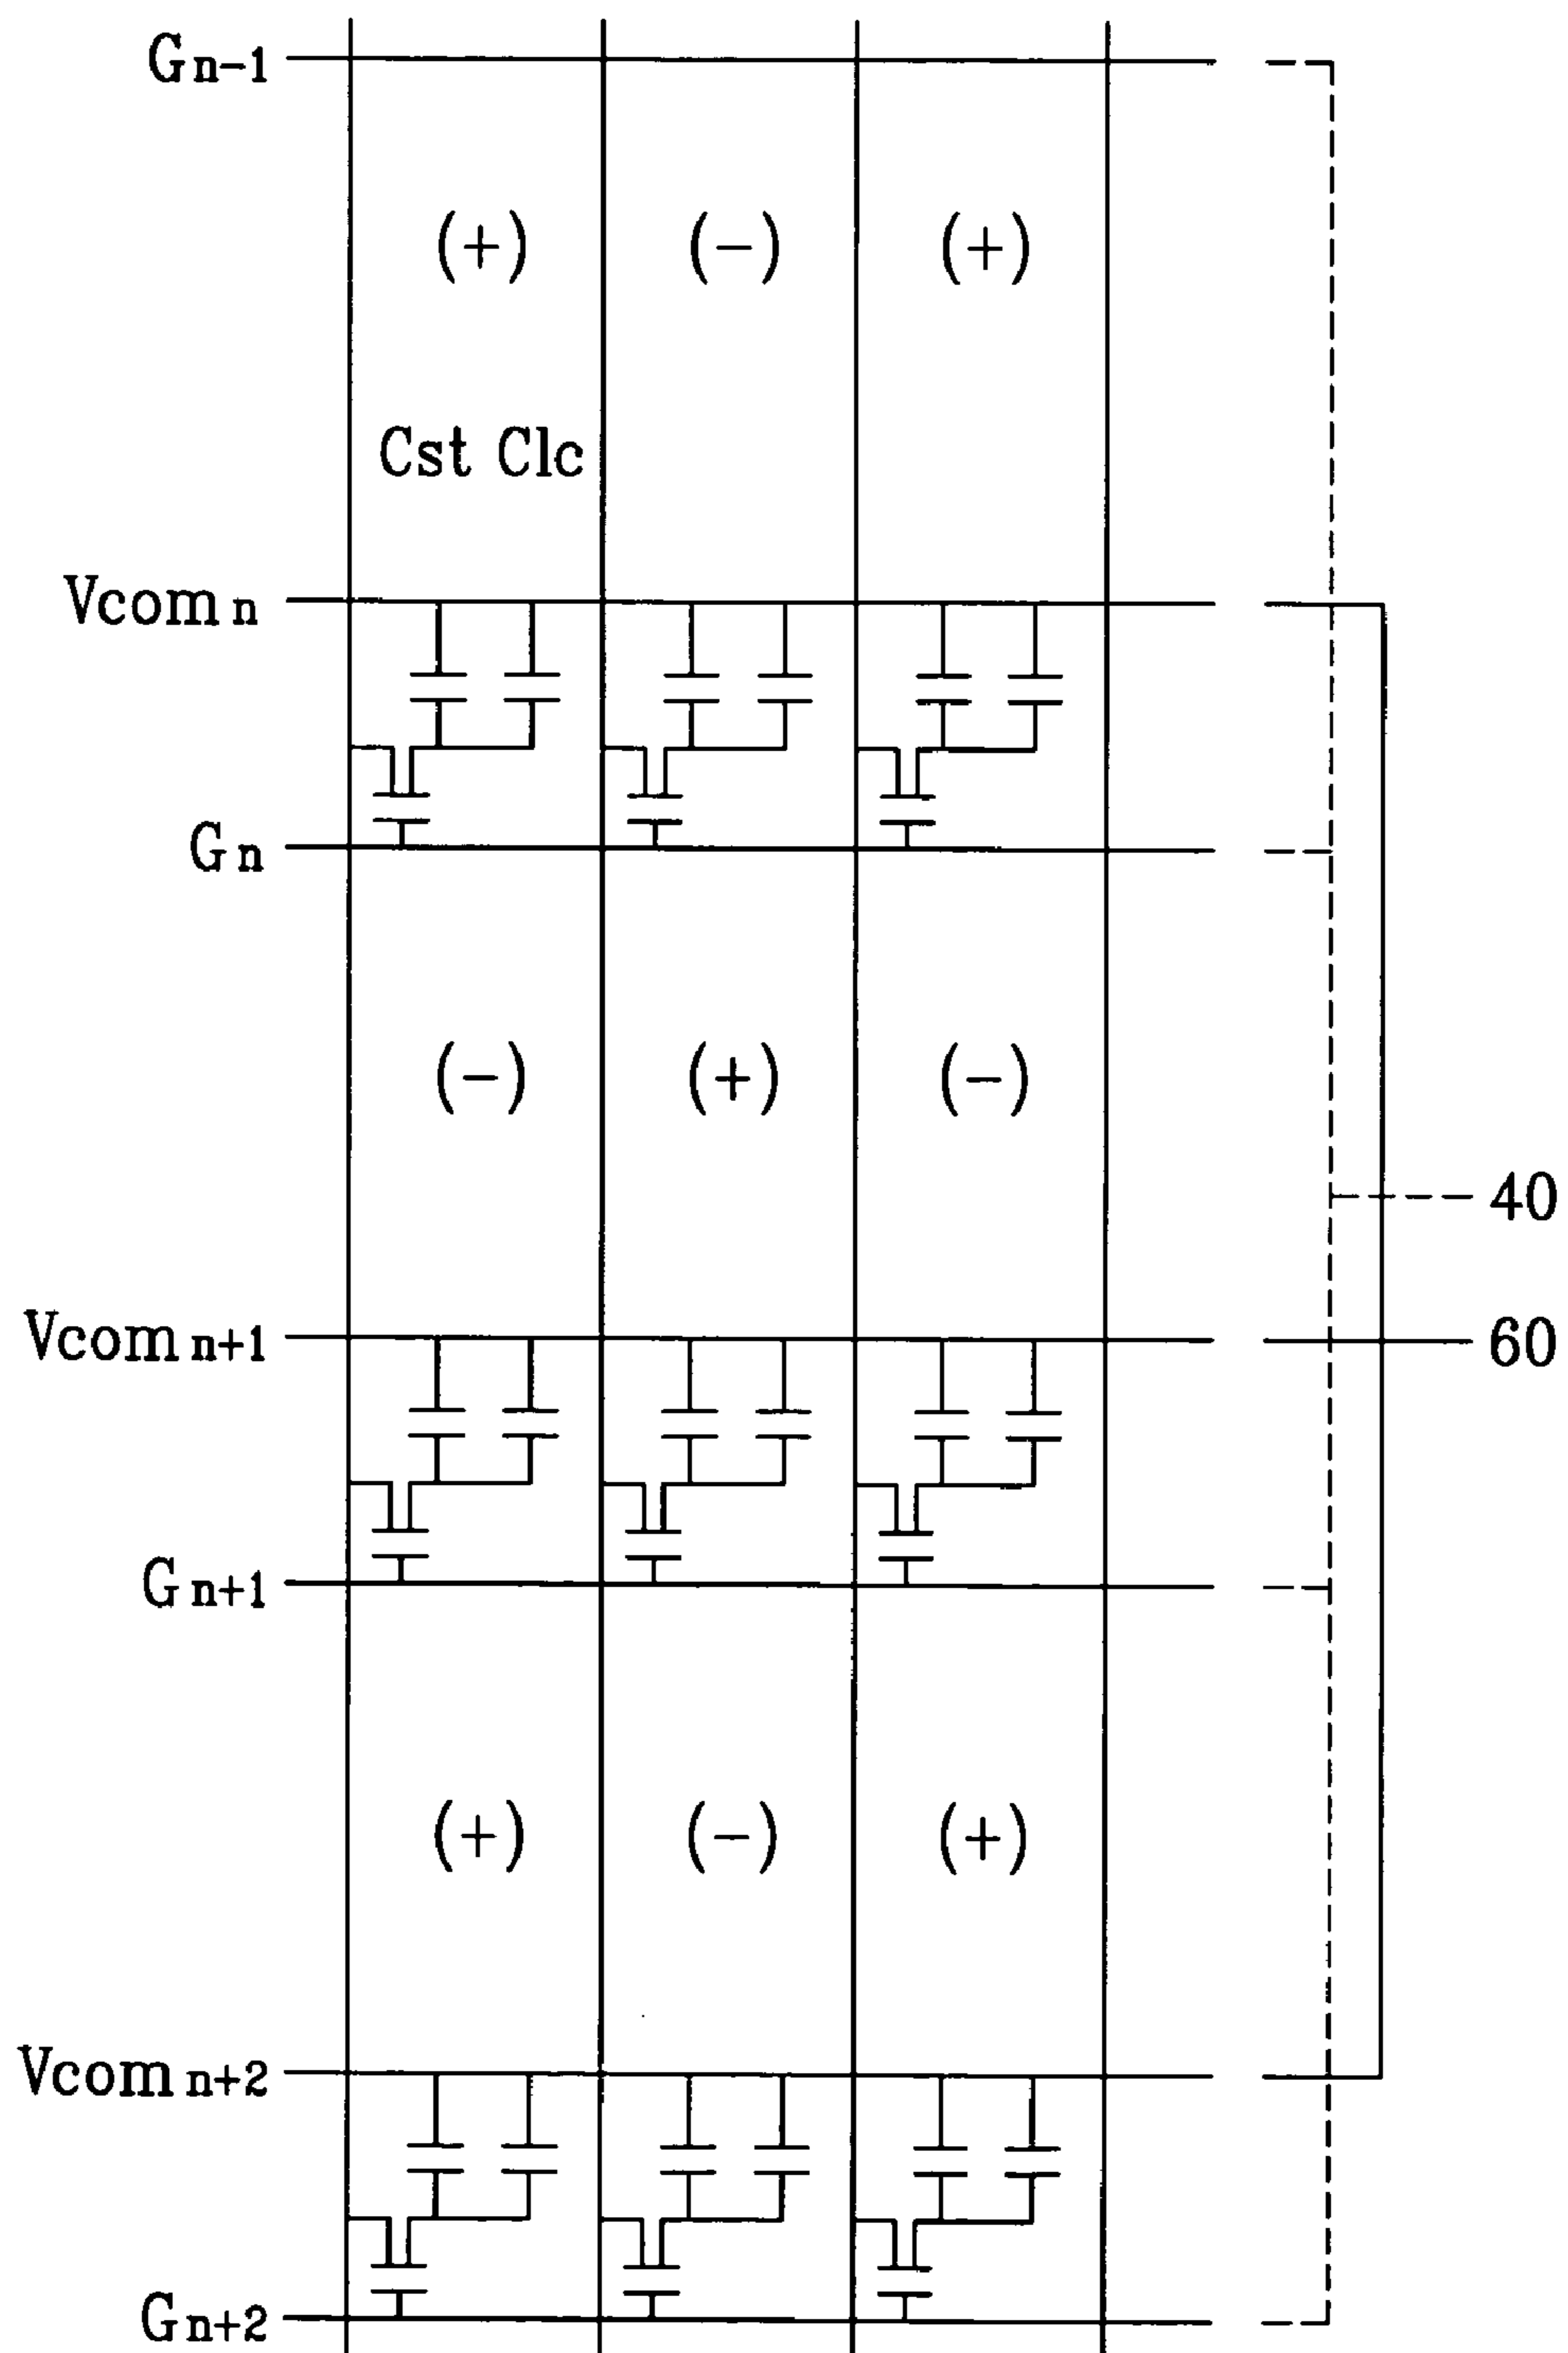 Gn-1
(+) (-) (+)
Cst Clc
Vcom n
Gn
(-) (+) (-)
40
Vcom n+1
60
Gn+1
(+) (-) (+)
Vcom n+2
Gn+2